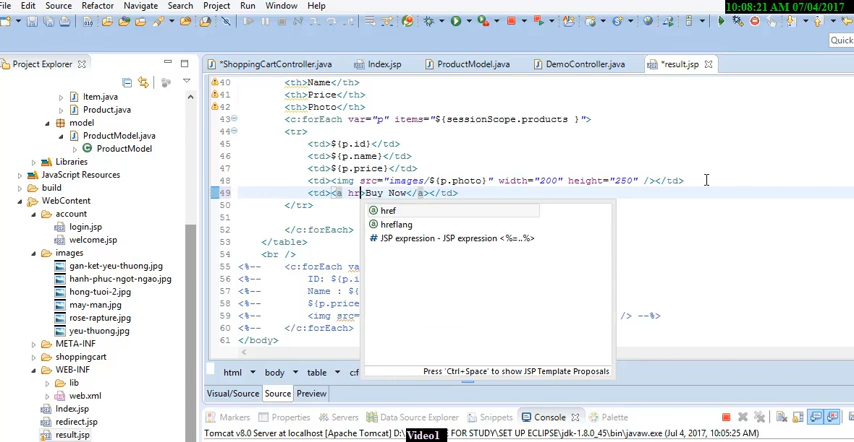 10:08:21 AM 07/04/2017
File Edit Source Refactor Navigate Search Project Run Window Help
Quick
Project Explorer
*ShoppingCartController.java Index.jsp ProductModel.java DemoController.java *result.jsp
Item.java
Product.java
model
ProductModel.java
ProductModel
Libraries
JavaScript Resources
build
WebContent
account
login.jsp
welcome.jsp
images
gan-ket-yeu-thuong.jpg
hanh-phuc-ngot-ngao.jpg
hong-tuoi-2.jpg
may-man.jpg
rose-rapture.jpg
yeu-thuong.jpg
META-INF
shoppingcart
WEB-INF
lib
web.xml
Index.jsp
redirect.jsp
result.jsp
40 <th>Name</th>
41 <th>Price</th>
42 <th>Photo</th>
43 <c:forEach var="p" items="${sessionScope.products }">
44 <tr>
45 <td>${p.id}</td>
46 <td>${p.name}</td>
47 <td>${p.price}</td>
48 <td><img src="images/${p.photo}" width="200" height="250" /></td>
49 <td><a hr>Buy Now</a></td>
50 </tr>
51
52 </c:forEach>
53 </table>
54 <br />
55 <%-- <c:forEach va
56 <%-- ID: ${p.i
57 <%-- Name : ${
58 <%-- ${p.price
59 <%-- <img src= /> --%>
60 <%-- </c:forEach>
61 </body>
href
hreflang
JSP expression - JSP expression <%=..%>
Press 'Ctrl+Space' to show JSP Template Proposals
html body table c:f
Visual/Source Source Preview
Markers Properties Servers Data Source Explorer Snippets Console Palette
Tomcat v8.0 Server at localhost [Apache Tomcat] D:\ E FOR STUDY\SET UP ECLIPSE\jdk-1.8.0_45\bin\javaw.exe (Jul 4, 2017, 10:05:25 AM)
Video1